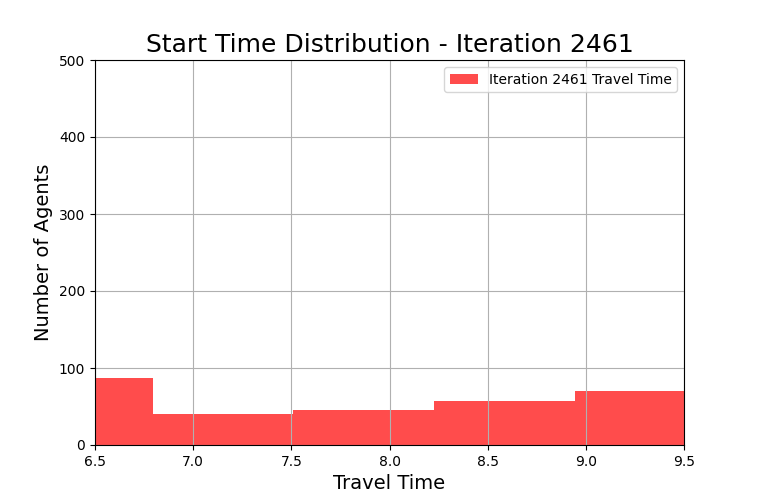 Start Time Distribution - Iteration 2461
Iteration 2461 Travel Time
Number of Agents
500
400
300
200
100
0
6.5 7.0 7.5 8.0 8.5 9.0 9.5
Travel Time